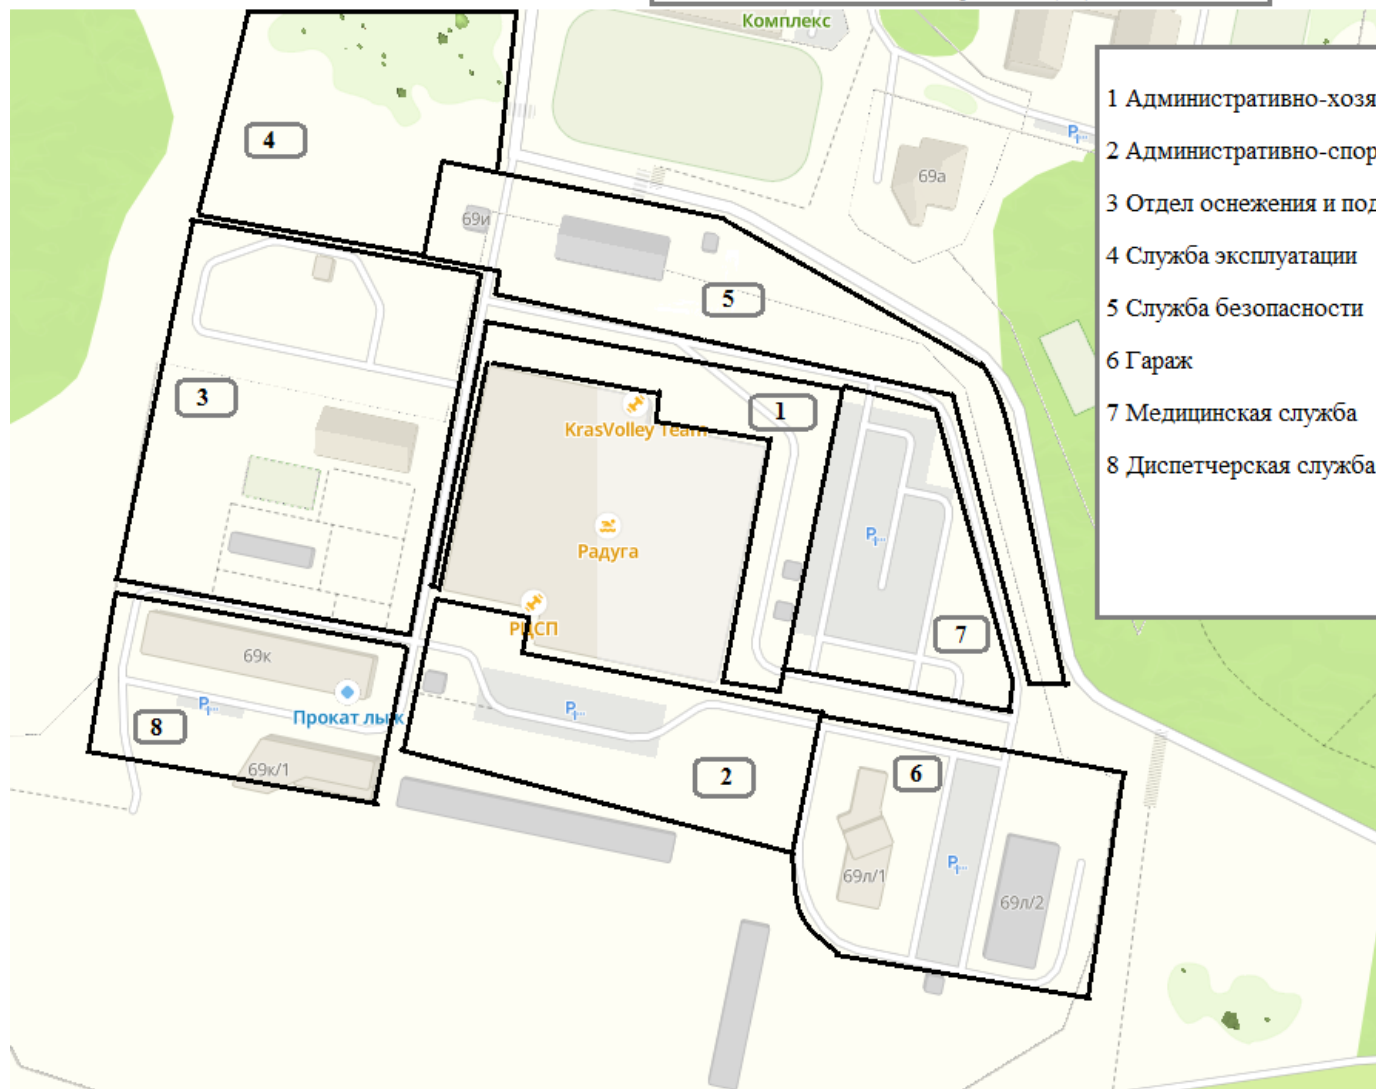 Комплекс
1 Административно-хозя
2 Административно-спор
3 Отдел оснежения и под
4 Служба эксплуатации
5 Служба безопасности
6 Гараж
7 Медицинская служба
8 Диспетчерская служба
4
P
69а
69и
5
3
1
KrasVolley Team
P
Радуга
РЦСП
7
69к
P
Прокат лыж
P
8
69к/1
2
6
P
69л/1
69л/2